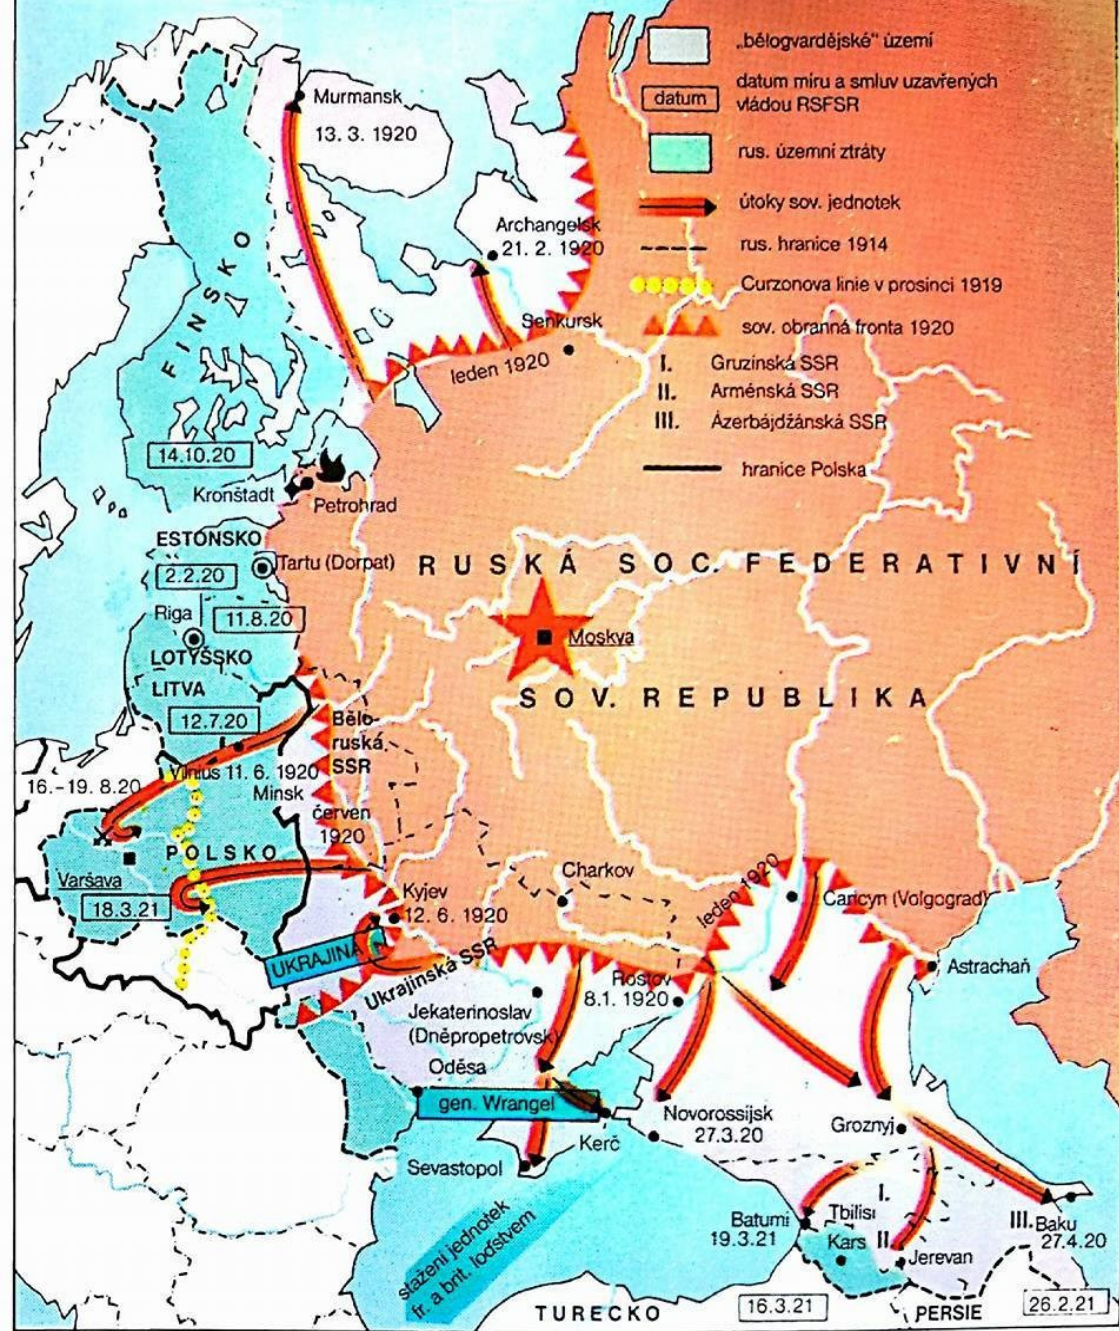 „bělogvardějské“ území
datum
datum míru a smluv uzavřených
vládou RSFSR
rus. územní ztráty
útoky sov. jednotek
rus. hranice 1914
Curzonova linie v prosinci 1919
sov. obranná fronta 1920
I. Gruzínská SSR
II. Arménská SSR
III. Ázerbájdžánská SSR
hranice Polska
Murmansk
13. 3. 1920
Archangelsk
21. 2. 1920
Senkursk
leden 1920
FINSKO
14.10.20
Kronštadt
Petrohrad
ESTONSKO
2.2.20
Tartu (Dorpat)
Riga
11.8.20
LOTYŠSKO
LITVA
12.7.20
RUSKÁ SOC. FEDERATIVNÍ
Moskva
SOV. REPUBLIKA
Bělo-
ruská
SSR
Vilnius 11. 6. 1920
16.-19. 8.20
Minsk
červen
1920
POLSKO
Varšava
18.3.21
Kyjev
12. 6. 1920
UKRAJINA
Ukrajinská SSR
Charkov
leden 1920
Caricyn (Volgograd)
Astrachaň
Rostov
8.1. 1920
Jekaterinoslav
(Dněpropetrovsk)
Oděsa
gen. Wrangel
Kerč
Sevastopol
Novorossijsk
27.3.20
Groznyj
stažení jednotek
fr. a brit. loďstvem
Batumi
19.3.21
I.
Tbilisi
Kars
II.
Jerevan
III. Baku
27.4.20
TURECKO
16.3.21
PERSIE
26.2.21